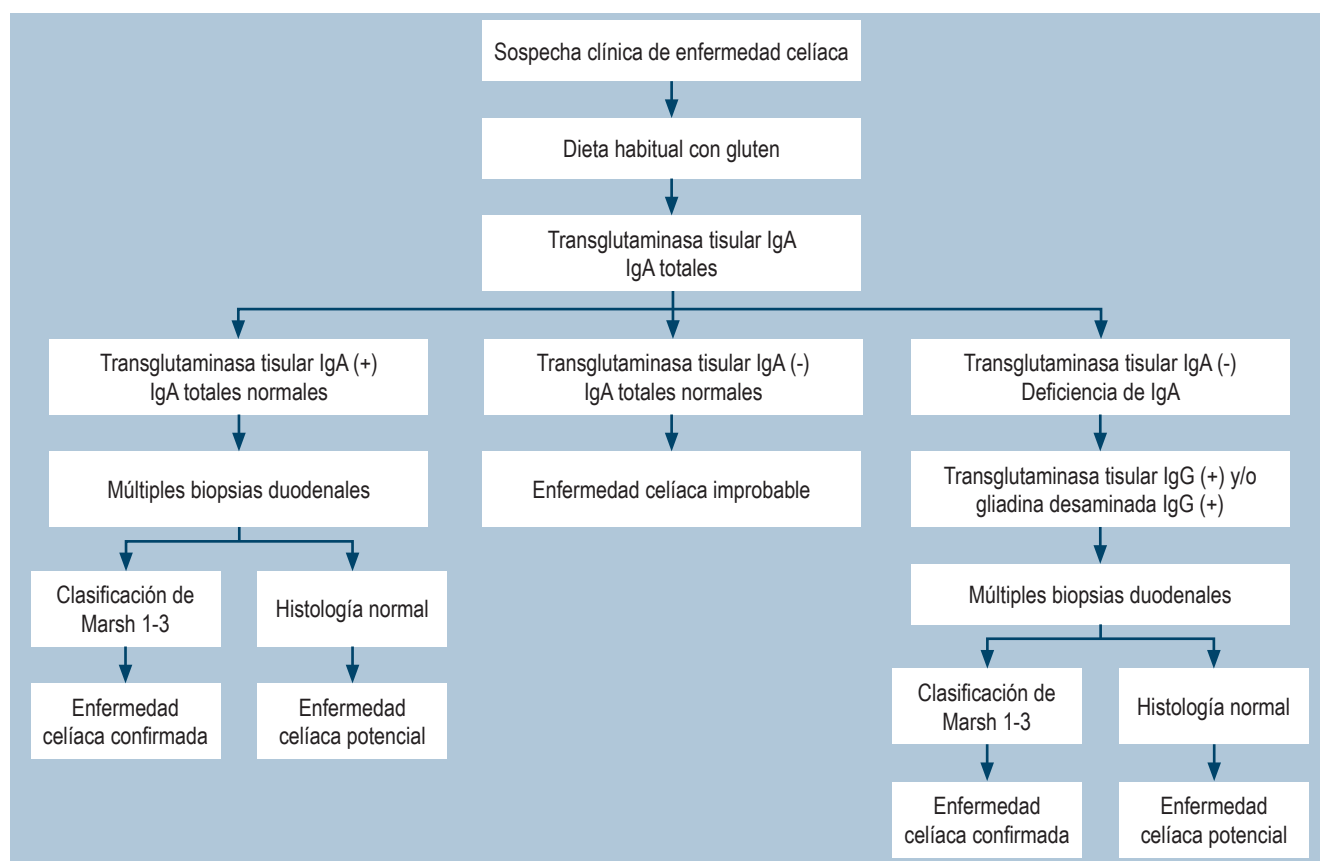 Sospecha clínica de enfermedad celíaca
Dieta habitual con gluten
Transglutaminasa tisular IgA
IgA totales
Transglutaminasa tisular IgA (+)
IgA totales normales
Transglutaminasa tisular IgA (-)
IgA totales normales
Transglutaminasa tisular IgA (-)
Deficiencia de IgA
Múltiples biopsias duodenales
Enfermedad celíaca improbable
Transglutaminasa tisular IgG (+) y/o
gliadina desaminada IgG (+)
Clasificación de
Marsh 1-3
Histología normal
Múltiples biopsias duodenales
Enfermedad
celíaca confirmada
Enfermedad
celíaca potencial
Clasificación de
Marsh 1-3
Histología normal
Enfermedad
celíaca confirmada
Enfermedad
celíaca potencial